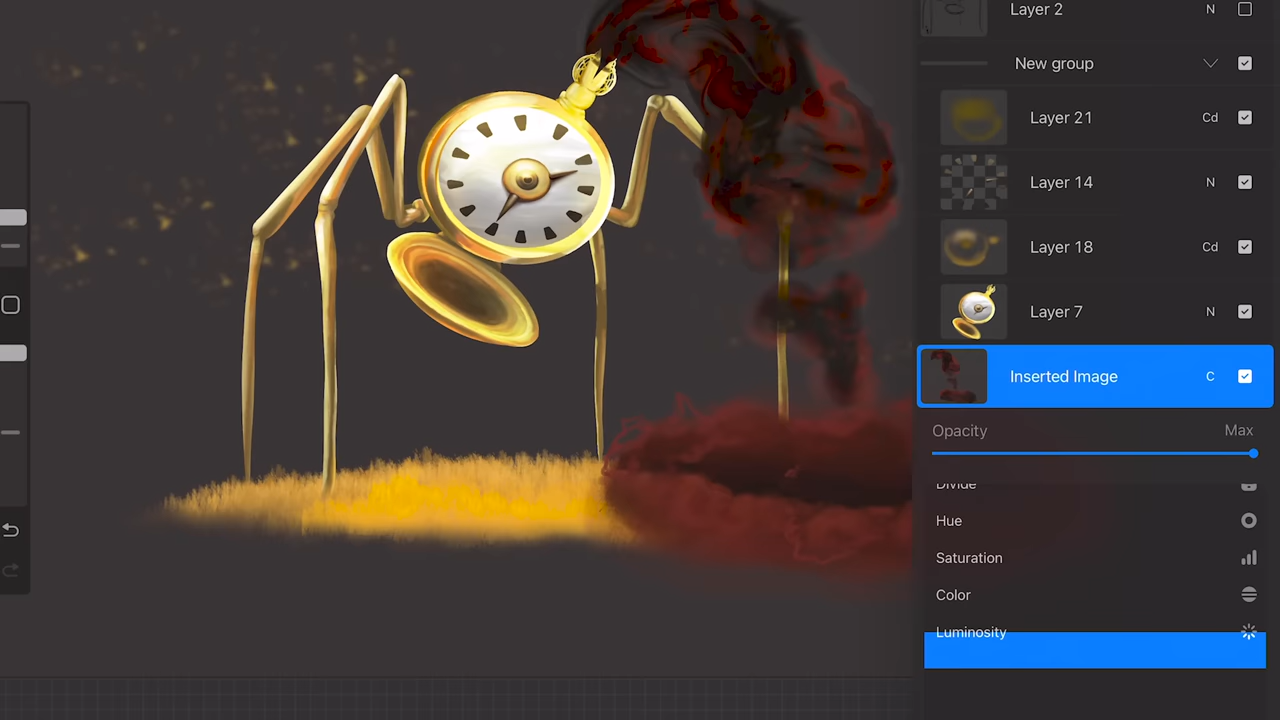 Layer 2 N
New group
Layer 21 Cd
Layer 14 N
Layer 18 Cd
Layer 7 N
Inserted Image C
Opacity Max
Divide
Hue
Saturation
Color
Luminosity